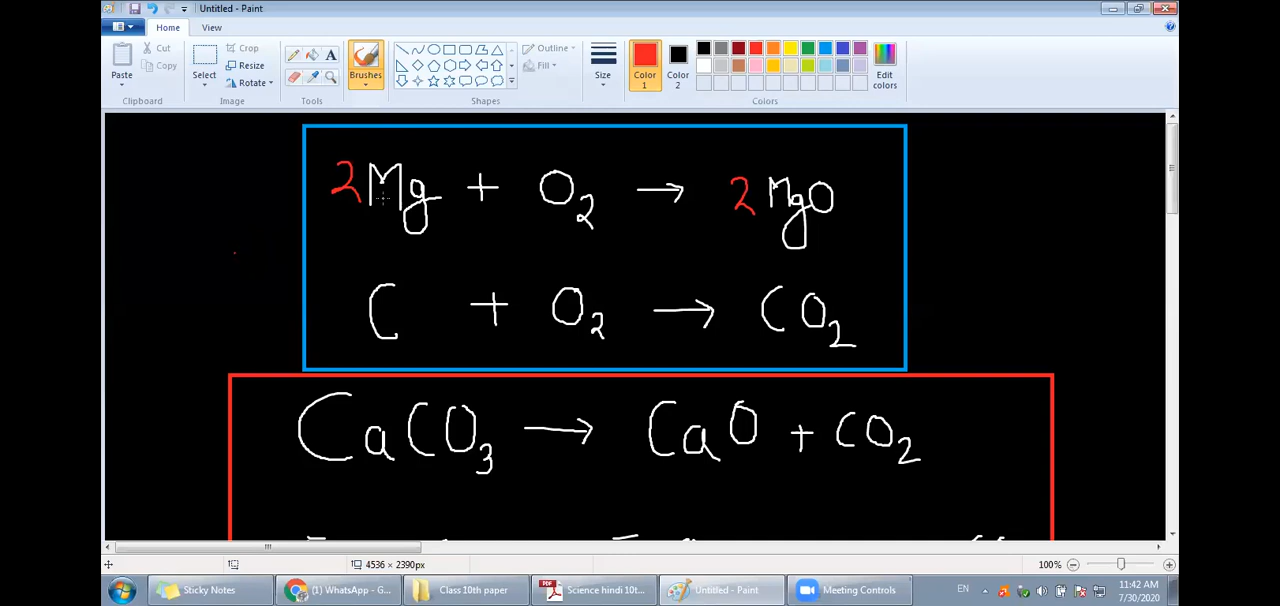 Untitled - Paint
Home View
Cut
Copy
Paste
Clipboard
Select
Crop
Resize
Rotate
Image
Tools
Brushes
Shapes
Outline
Fill
Size
Color 1
Color 2
Edit colors
Colors
2Mg + O2 → 2MgO
C + O2 → CO2
CaCO3 → CaO + CO2
4536 × 2390px
100%
Sticky Notes
(1) WhatsApp - G...
Class 10th paper
Science hindi 10t...
Untitled - Paint
Meeting Controls
EN
11:42 AM
7/30/2020